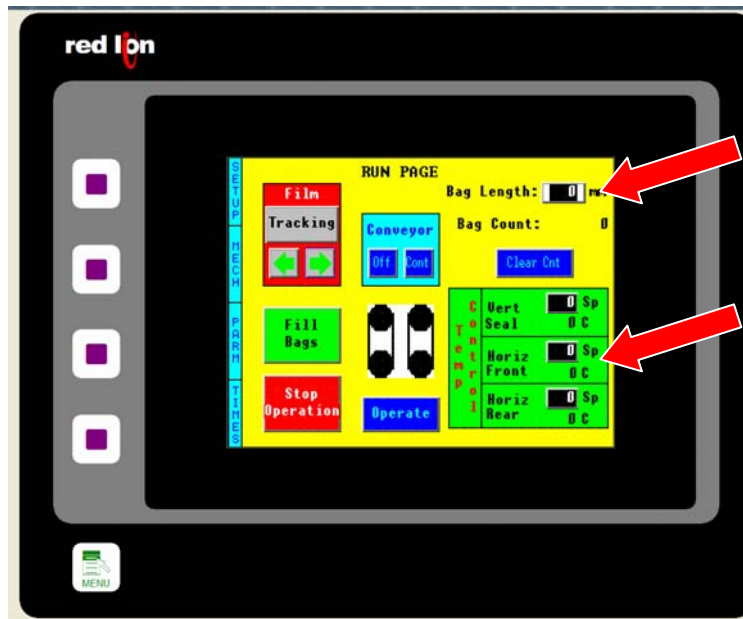 red lion
RUN PAGE
SETUP
MECH
PARM
TIMES
Film
Tracking
Conveyor
Off Cont
Bag Length: 0
Bag Count: 0
Clear Cnt
Fill
Bags
Stop
Operation
Operate
Temp
Control
Vert 0 Sp
Seal 0 C
Horiz 0 Sp
Front 0 C
Horiz 0 Sp
Rear 0 C
MENU